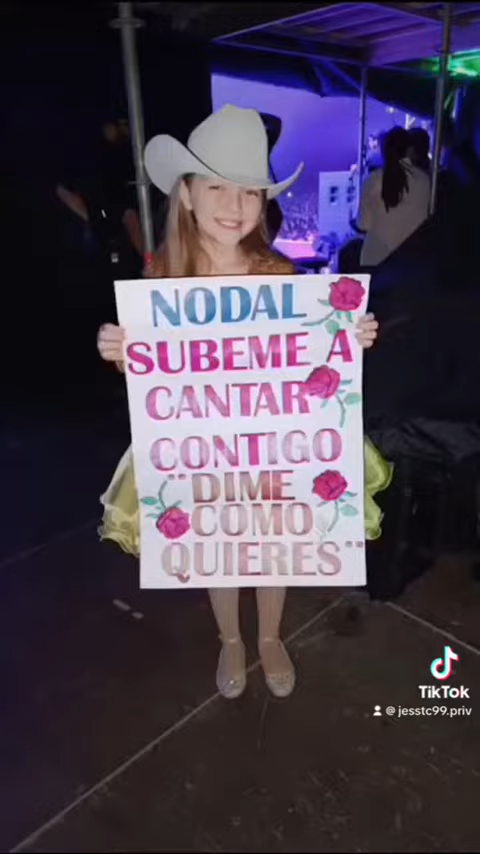 NODAL
SUBEME A
CANTAR
CONTIGO
¨DIME
COMO
QUIERES¨
TikTok
@ jesstc99.priv